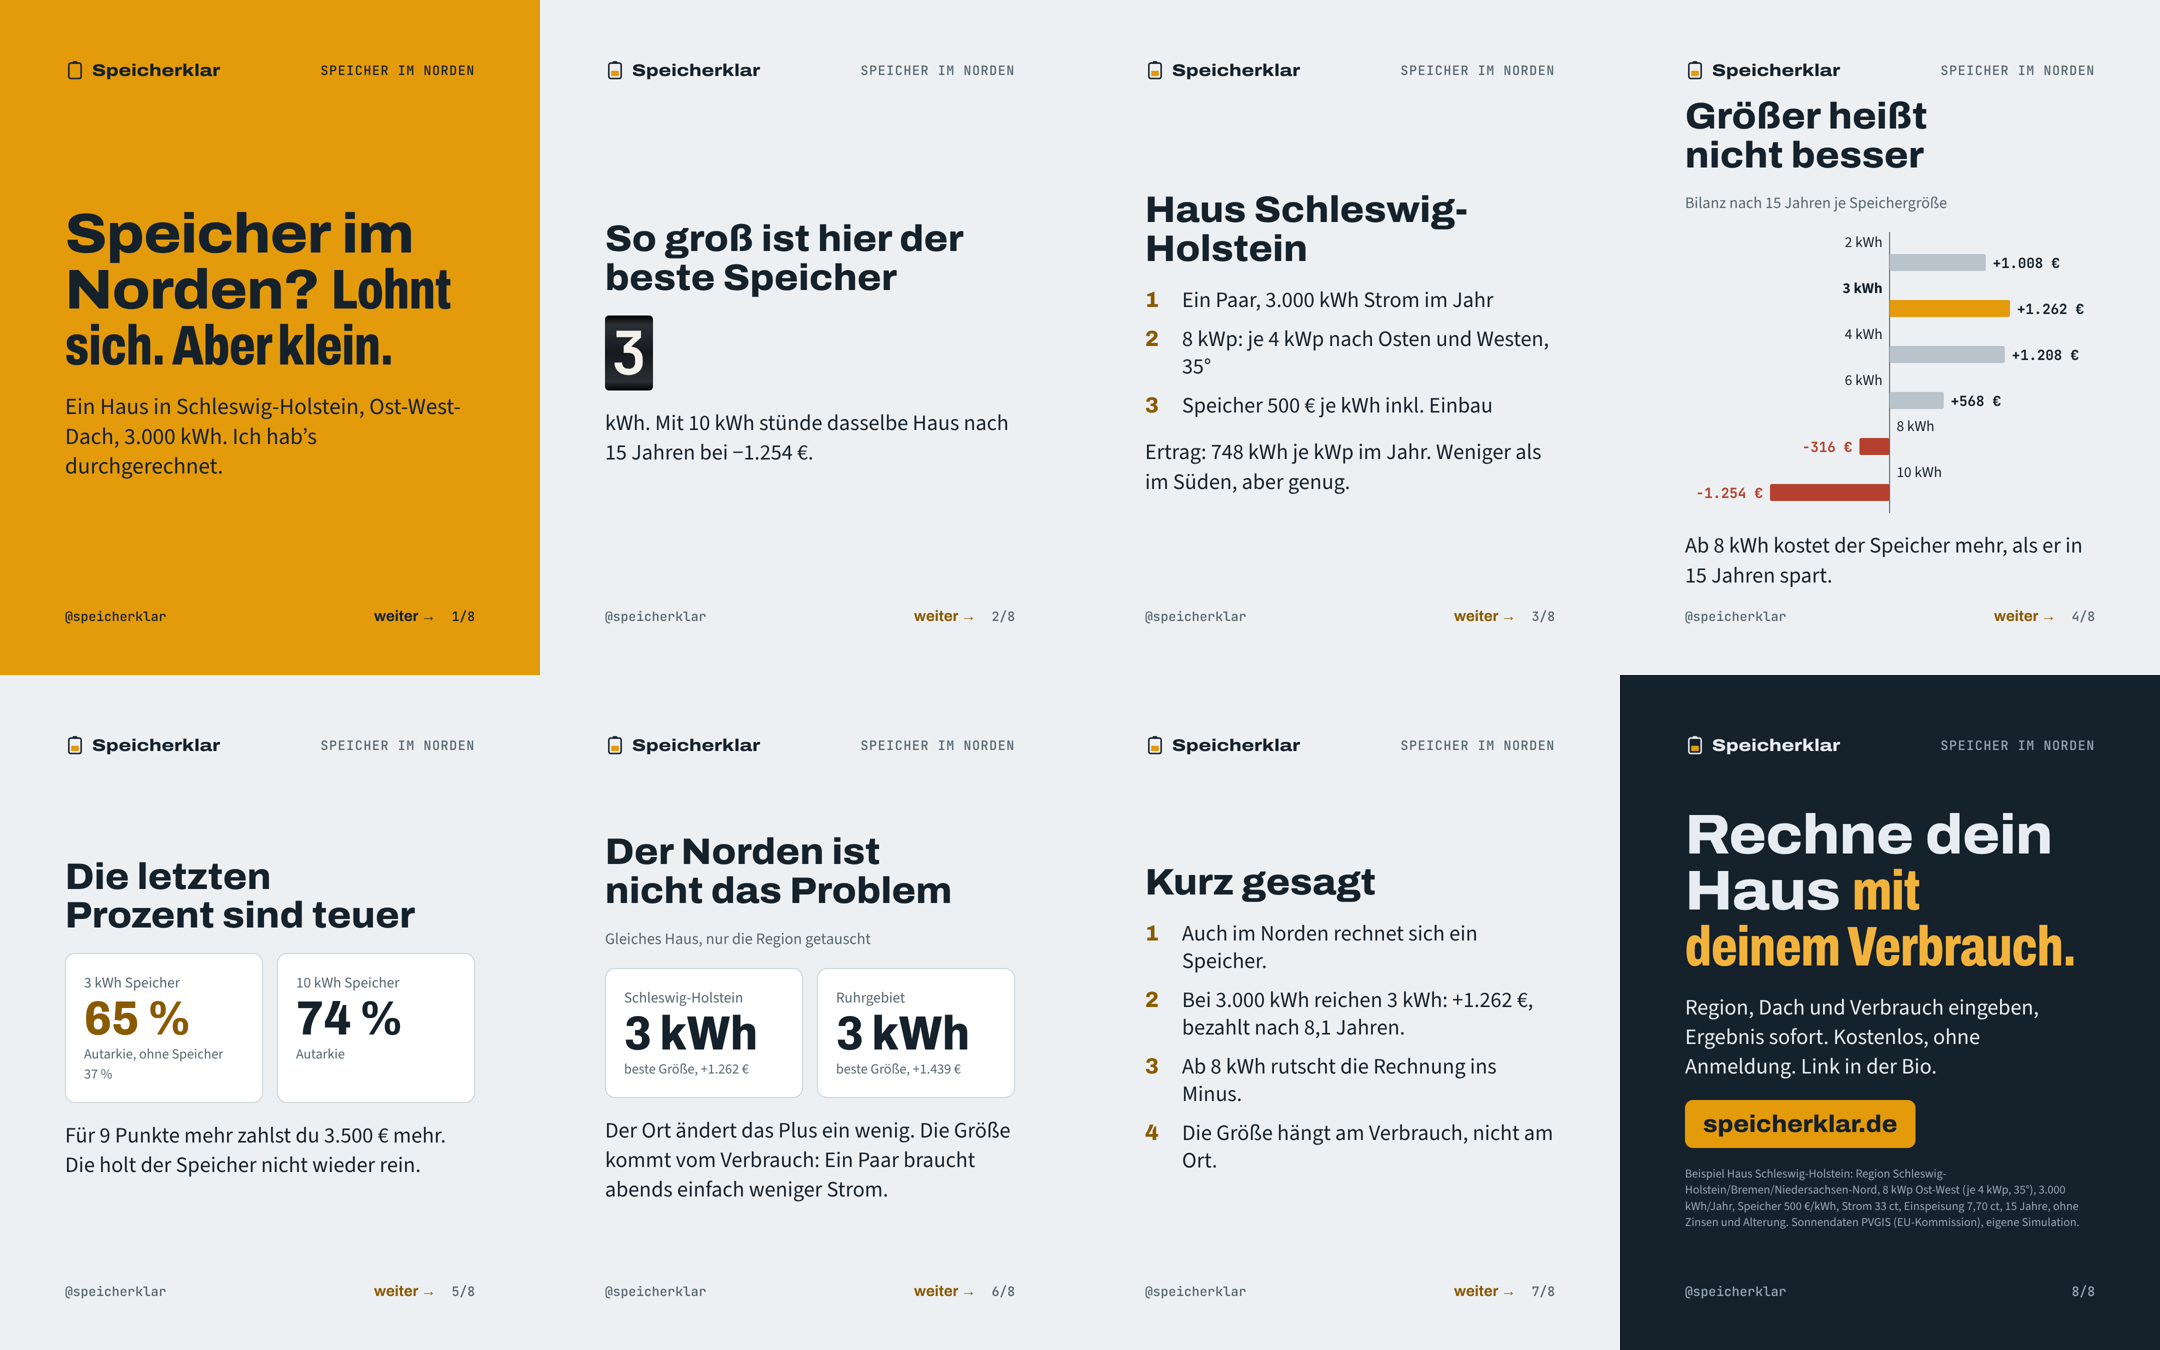 Speicherklar
SPEICHER IM NORDEN
Speicher im
Norden? Lohnt
sich. Aber klein.
Ein Haus in Schleswig-Holstein, Ost-West-
Dach, 3.000 kWh. Ich hab’s
durchgerechnet.
@speicherklar
weiter → 1/8
Speicherklar
SPEICHER IM NORDEN
So groß ist hier der
beste Speicher
3
kWh. Mit 10 kWh stünde dasselbe Haus nach
15 Jahren bei −1.254 €.
@speicherklar
weiter → 2/8
Speicherklar
SPEICHER IM NORDEN
Haus Schleswig-
Holstein
1 Ein Paar, 3.000 kWh Strom im Jahr
2 8 kWp: je 4 kWp nach Osten und Westen,
35°
3 Speicher 500 € je kWh inkl. Einbau
Ertrag: 748 kWh je kWp im Jahr. Weniger als
im Süden, aber genug.
@speicherklar
weiter → 3/8
Speicherklar
SPEICHER IM NORDEN
Größer heißt
nicht besser
Bilanz nach 15 Jahren je Speichergröße
2 kWh
+1.008 €
3 kWh
+1.262 €
4 kWh
+1.208 €
6 kWh
+568 €
8 kWh
-316 €
10 kWh
-1.254 €
Ab 8 kWh kostet der Speicher mehr, als er in
15 Jahren spart.
@speicherklar
weiter → 4/8
Speicherklar
SPEICHER IM NORDEN
Die letzten
Prozent sind teuer
3 kWh Speicher
65 %
Autarkie, ohne Speicher
37 %
10 kWh Speicher
74 %
Autarkie
Für 9 Punkte mehr zahlst du 3.500 € mehr.
Die holt der Speicher nicht wieder rein.
@speicherklar
weiter → 5/8
Speicherklar
SPEICHER IM NORDEN
Der Norden ist
nicht das Problem
Gleiches Haus, nur die Region getauscht
Schleswig-Holstein
3 kWh
beste Größe, +1.262 €
Ruhrgebiet
3 kWh
beste Größe, +1.439 €
Der Ort ändert das Plus ein wenig. Die Größe
kommt vom Verbrauch: Ein Paar braucht
abends einfach weniger Strom.
@speicherklar
weiter → 6/8
Speicherklar
SPEICHER IM NORDEN
Kurz gesagt
1 Auch im Norden rechnet sich ein
Speicher.
2 Bei 3.000 kWh reichen 3 kWh: +1.262 €,
bezahlt nach 8,1 Jahren.
3 Ab 8 kWh rutscht die Rechnung ins
Minus.
4 Die Größe hängt am Verbrauch, nicht am
Ort.
@speicherklar
weiter → 7/8
Speicherklar
SPEICHER IM NORDEN
Rechne dein
Haus mit
deinem Verbrauch.
Region, Dach und Verbrauch eingeben,
Ergebnis sofort. Kostenlos, ohne
Anmeldung. Link in der Bio.
speicherklar.de
Beispiel Haus Schleswig-Holstein: Region Schleswig-
Holstein/Bremen/Niedersachsen-Nord, 8 kWp Ost-West (je 4 kWp, 35°), 3.000
kWh/Jahr, Speicher 500 €/kWh, Strom 33 ct, Einspeisung 7,70 ct, 15 Jahre, ohne
Zinsen und Alterung. Sonnendaten PVGIS (EU-Kommission), eigene Simulation.
@speicherklar
8/8